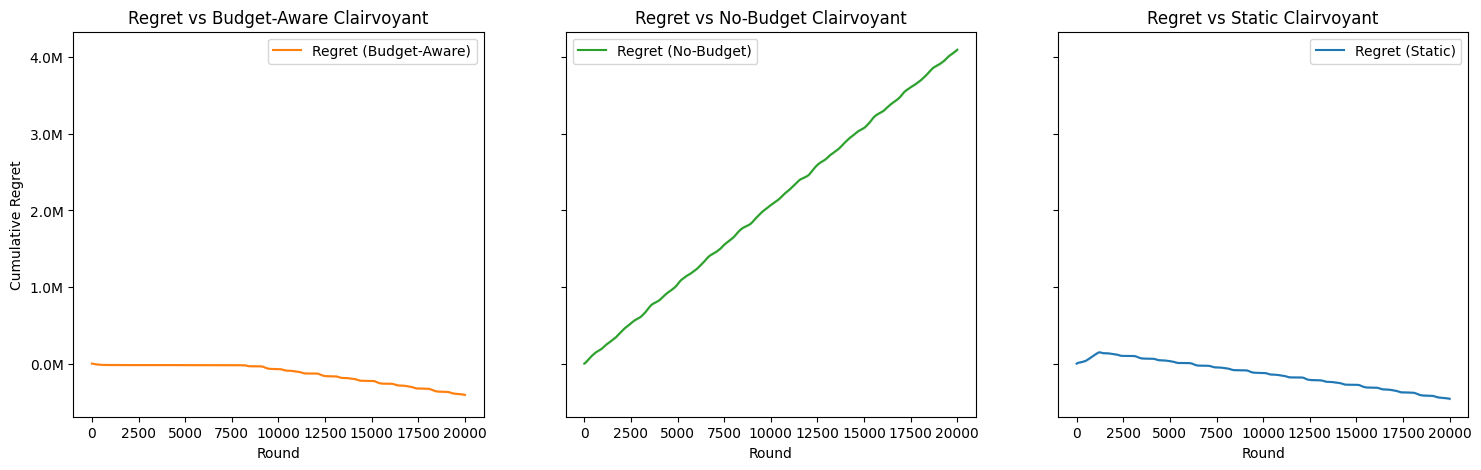 Regret vs Budget-Aware Clairvoyant
Regret (Budget-Aware)
Cumulative Regret
4.0M
3.0M
2.0M
1.0M
0.0M
0 2500 5000 7500 10000 12500 15000 17500 20000
Round
Regret vs No-Budget Clairvoyant
Regret (No-Budget)
0 2500 5000 7500 10000 12500 15000 17500 20000
Round
Regret vs Static Clairvoyant
Regret (Static)
0 2500 5000 7500 10000 12500 15000 17500 20000
Round